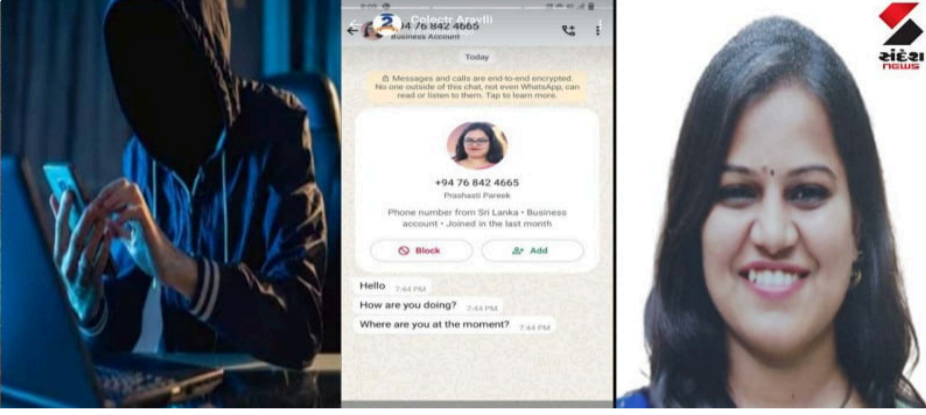 Colectr Aravlli
+94 76 842 4665
Business Account
Today
Messages and calls are end-to-end encrypted.
No one outside of this chat, not even WhatsApp, can
read or listen to them. Tap to learn more.
+94 76 842 4665
Prashasti Pareek
Phone number from Sri Lanka • Business
account • Joined in the last month
Block
Add
Hello 7:44 PM
How are you doing? 7:44 PM
Where are you at the moment? 7:44 PM
સંદેશ
NEWS